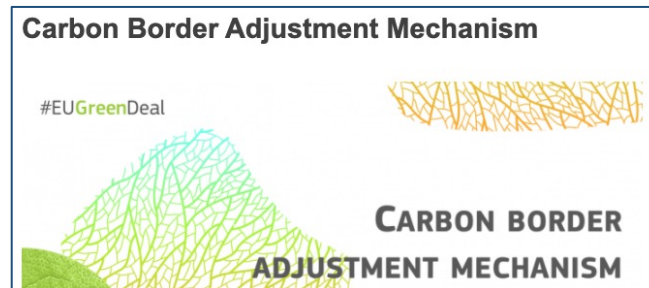 Carbon Border Adjustment Mechanism
#EUGreenDeal
CARBON BORDER
ADJUSTMENT MECHANISM